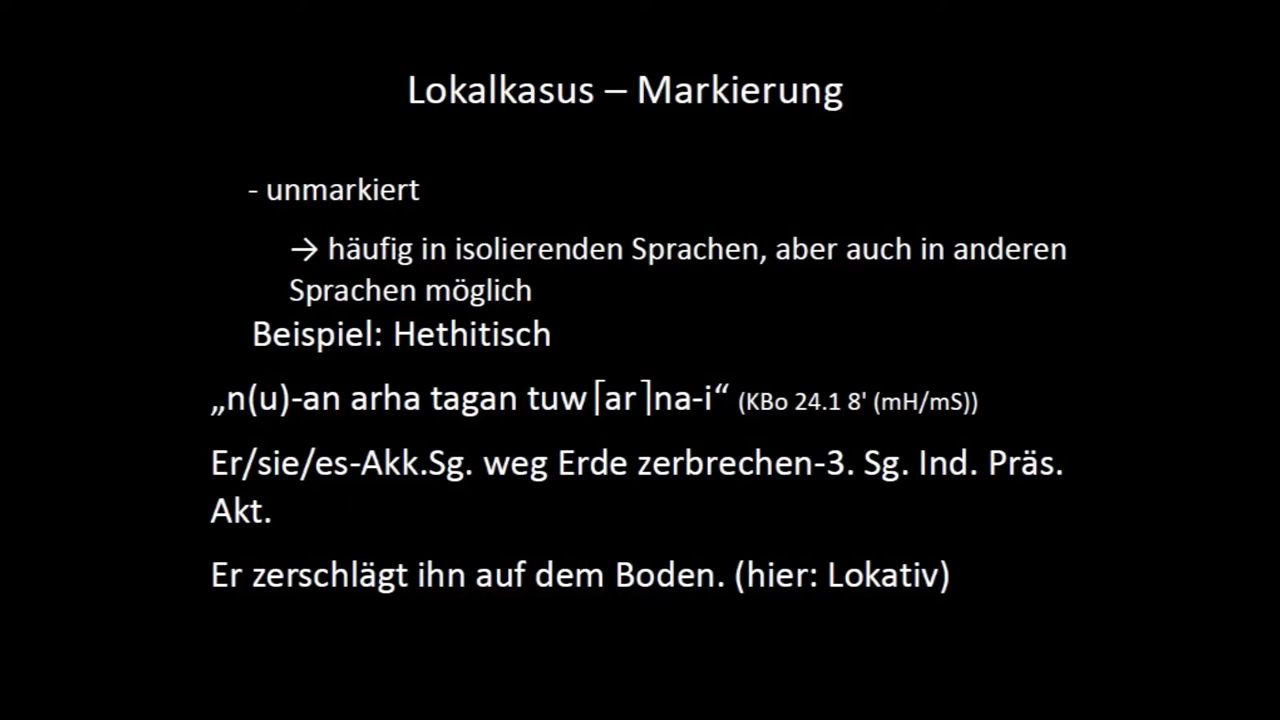 Lokalkasus – Markierung
- unmarkiert
→ häufig in isolierenden Sprachen, aber auch in anderen
Sprachen möglich
Beispiel: Hethitisch
„n(u)-an arha tagan tuw⌈ar⌉na-i“ (KBo 24.1 8' (mH/mS))
Er/sie/es-Akk.Sg. weg Erde zerbrechen-3. Sg. Ind. Präs.
Akt.
Er zerschlägt ihn auf dem Boden. (hier: Lokativ)